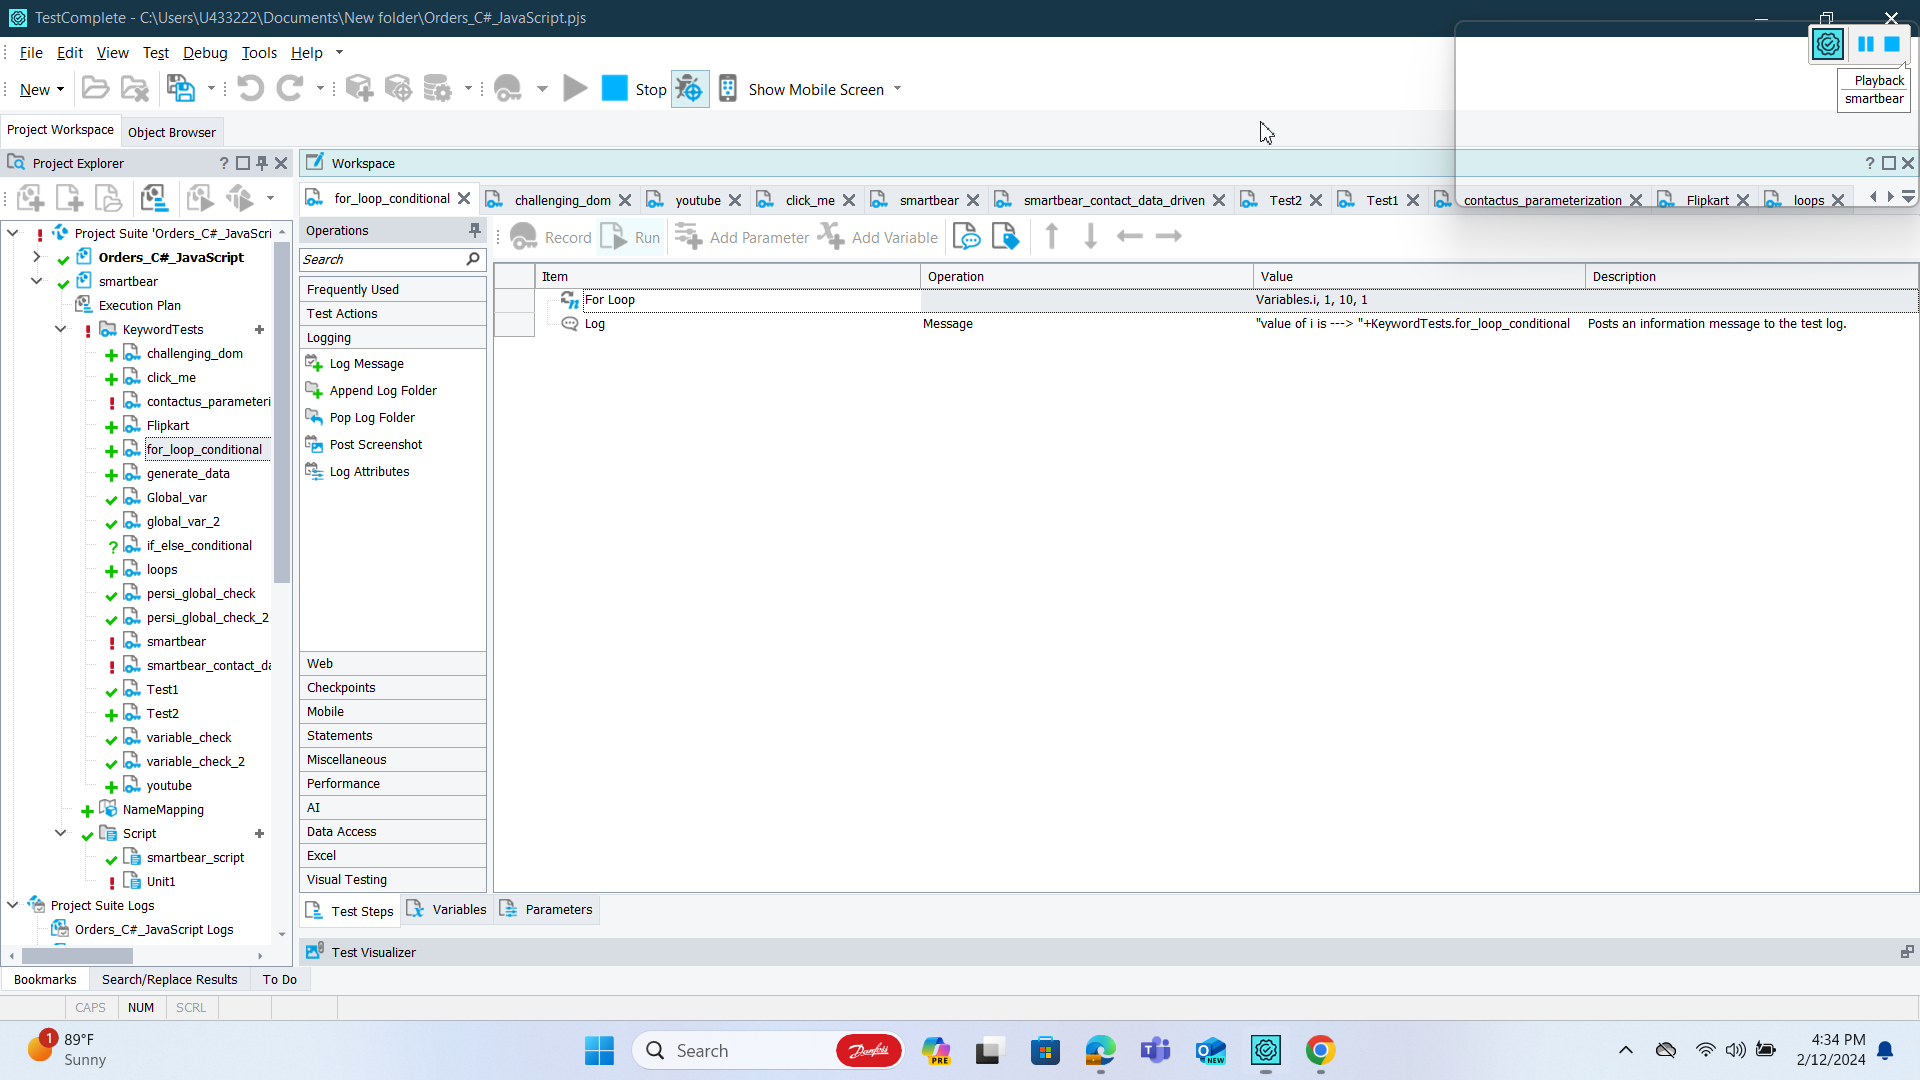 TestComplete - C:\Users\U433222\Documents\New folder\Orders_C#_JavaScript.pjs
File Edit View Test Debug Tools Help
New Stop Show Mobile Screen
Playback
smartbear
Project Workspace Object Browser
Project Explorer ?
Workspace ?
for_loop_conditional challenging_dom youtube click_me smartbear smartbear_contact_data_driven Test2 Test1 contactus_parameterization Flipkart loops
Operations
Record Run Add Parameter Add Variable
Search
Item Operation Value Description
For Loop Variables.i, 1, 10, 1
Log Message "value of i is ---> "+KeywordTests.for_loop_conditional Posts an information message to the test log.
Project Suite 'Orders_C#_JavaScri
Orders_C#_JavaScript
smartbear
Execution Plan
KeywordTests
challenging_dom
click_me
contactus_parameteri
Flipkart
for_loop_conditional
generate_data
Global_var
global_var_2
if_else_conditional
loops
persi_global_check
persi_global_check_2
smartbear
smartbear_contact_da
Test1
Test2
variable_check
variable_check_2
youtube
NameMapping
Script
smartbear_script
Unit1
Project Suite Logs
Orders_C#_JavaScript Logs
Frequently Used
Test Actions
Logging
Log Message
Append Log Folder
Pop Log Folder
Post Screenshot
Log Attributes
Web
Checkpoints
Mobile
Statements
Miscellaneous
Performance
AI
Data Access
Excel
Visual Testing
Test Steps Variables Parameters
Test Visualizer
Bookmarks Search/Replace Results To Do
CAPS NUM SCRL
1
89°F
Sunny
Search
Danfoss
PRE
NEW
4:34 PM
2/12/2024